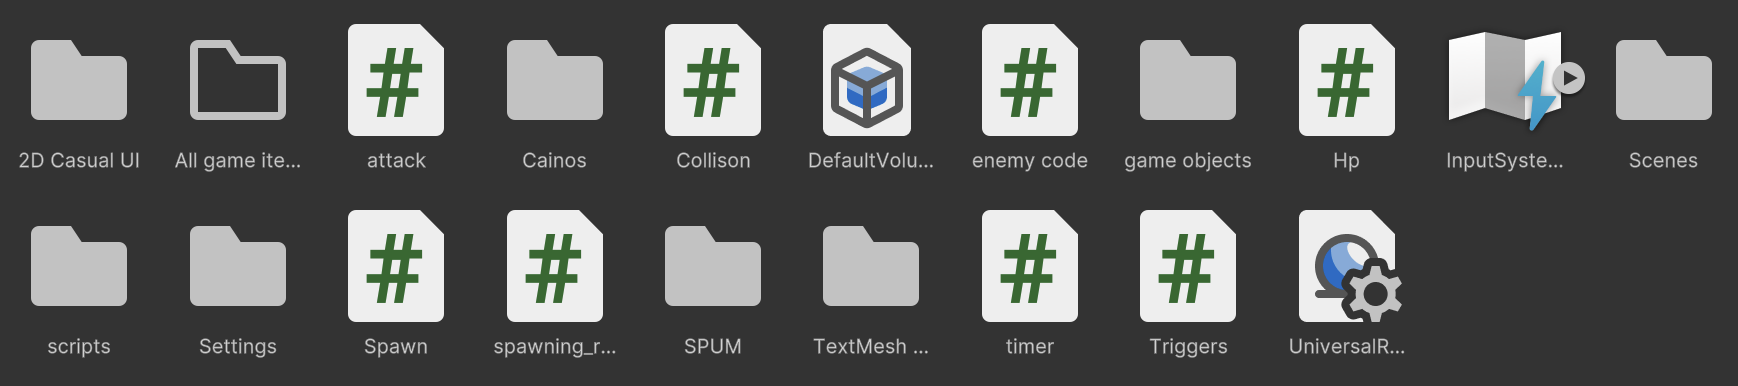 2D Casual UI All game ite... attack Cainos Collison DefaultVolu... enemy code game objects Hp InputSyste... Scenes
scripts Settings Spawn spawning_r... SPUM TextMesh ... timer Triggers UniversalR...